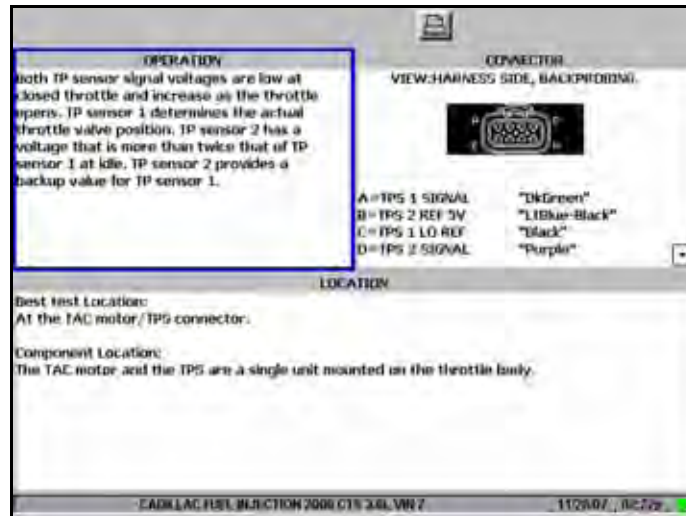 OPERATION
Both TP sensor signal voltages are low at
closed throttle and increase as the throttle
opens. TP sensor 1 determines the actual
throttle valve position. TP sensor 2 has a
voltage that is more than twice that of TP
sensor 1 at idle. TP sensor 2 provides a
backup value for TP sensor 1.
CONNECTOR
VIEW:HARNESS SIDE, BACKPROBING.
A=TPS 1 SIGNAL "DkGreen"
B=TPS 2 REF 5V "LtBlue-Black"
C=TPS 1 LO REF "Black"
D=TPS 2 SIGNAL "Purple"
LOCATION
Best test Location:
At the TAC motor/TPS connector.
Component Location:
The TAC motor and the TPS are a single unit mounted on the throttle body.
CADILLAC FUEL INJECTION CTS VIN 7
11/28/07